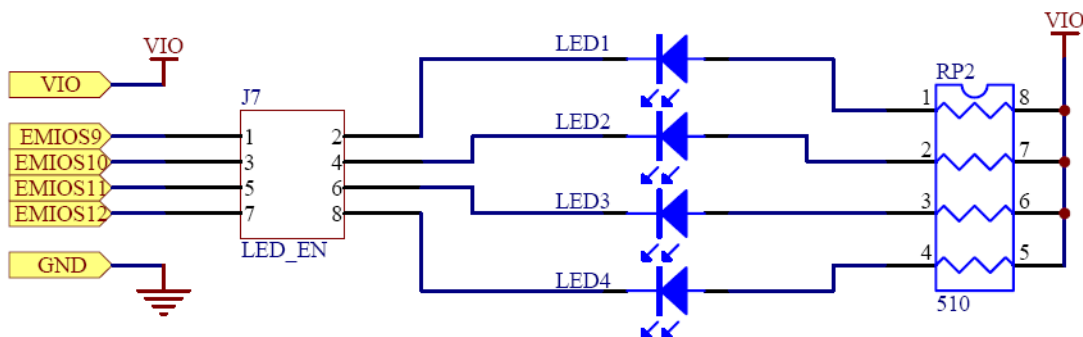 VIO
VIO
EMIOS9
EMIOS10
EMIOS11
EMIOS12
GND
J7
1 2
3 4
5 6
7 8
LED_EN
LED1
LED2
LED3
LED4
VIO
RP2
1 8
2 7
3 6
4 5
510